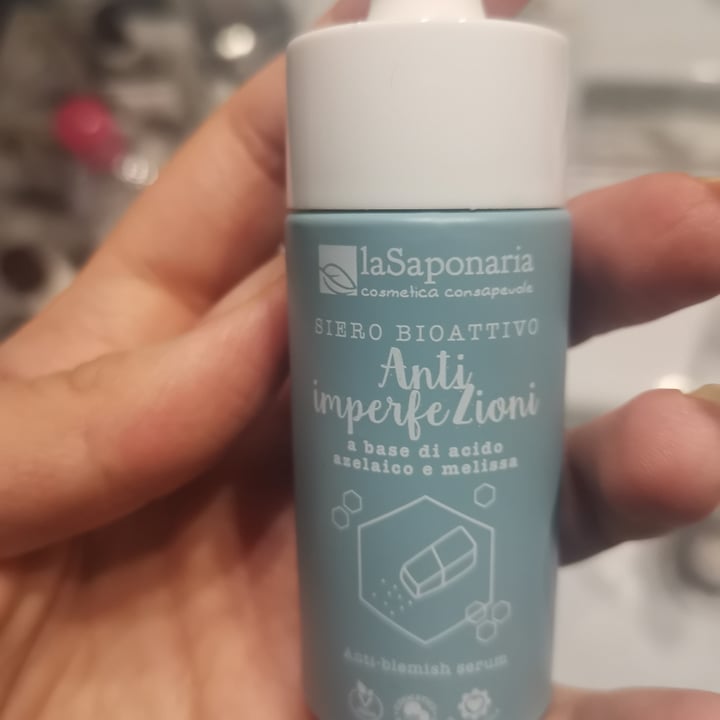 laSaponaria
cosmetica consapevole
SIERO BIOATTIVO
Anti
imperfeZioni
a base di acido
azelaico e melissa
Anti-blemish serum